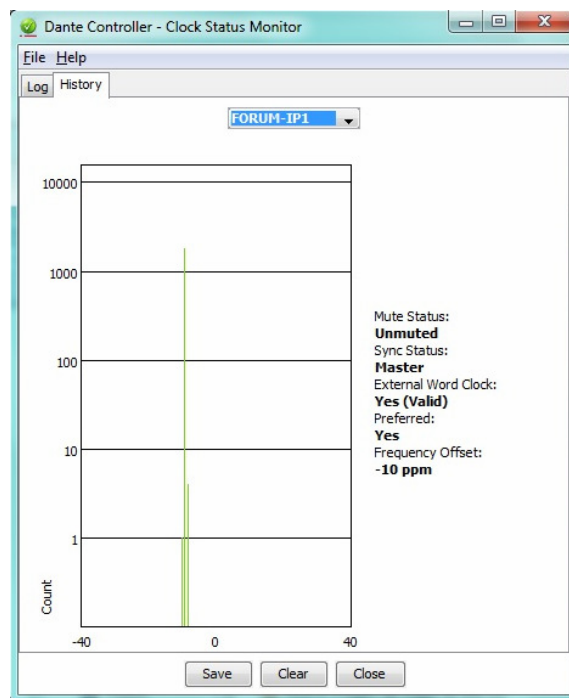 Dante Controller - Clock Status Monitor
File Help
Log History
FORUM-IP1
10000
1000
100
10
1
Count
-40 0 40
Mute Status:
Unmuted
Sync Status:
Master
External Word Clock:
Yes (Valid)
Preferred:
Yes
Frequency Offset:
-10 ppm
Save Clear Close